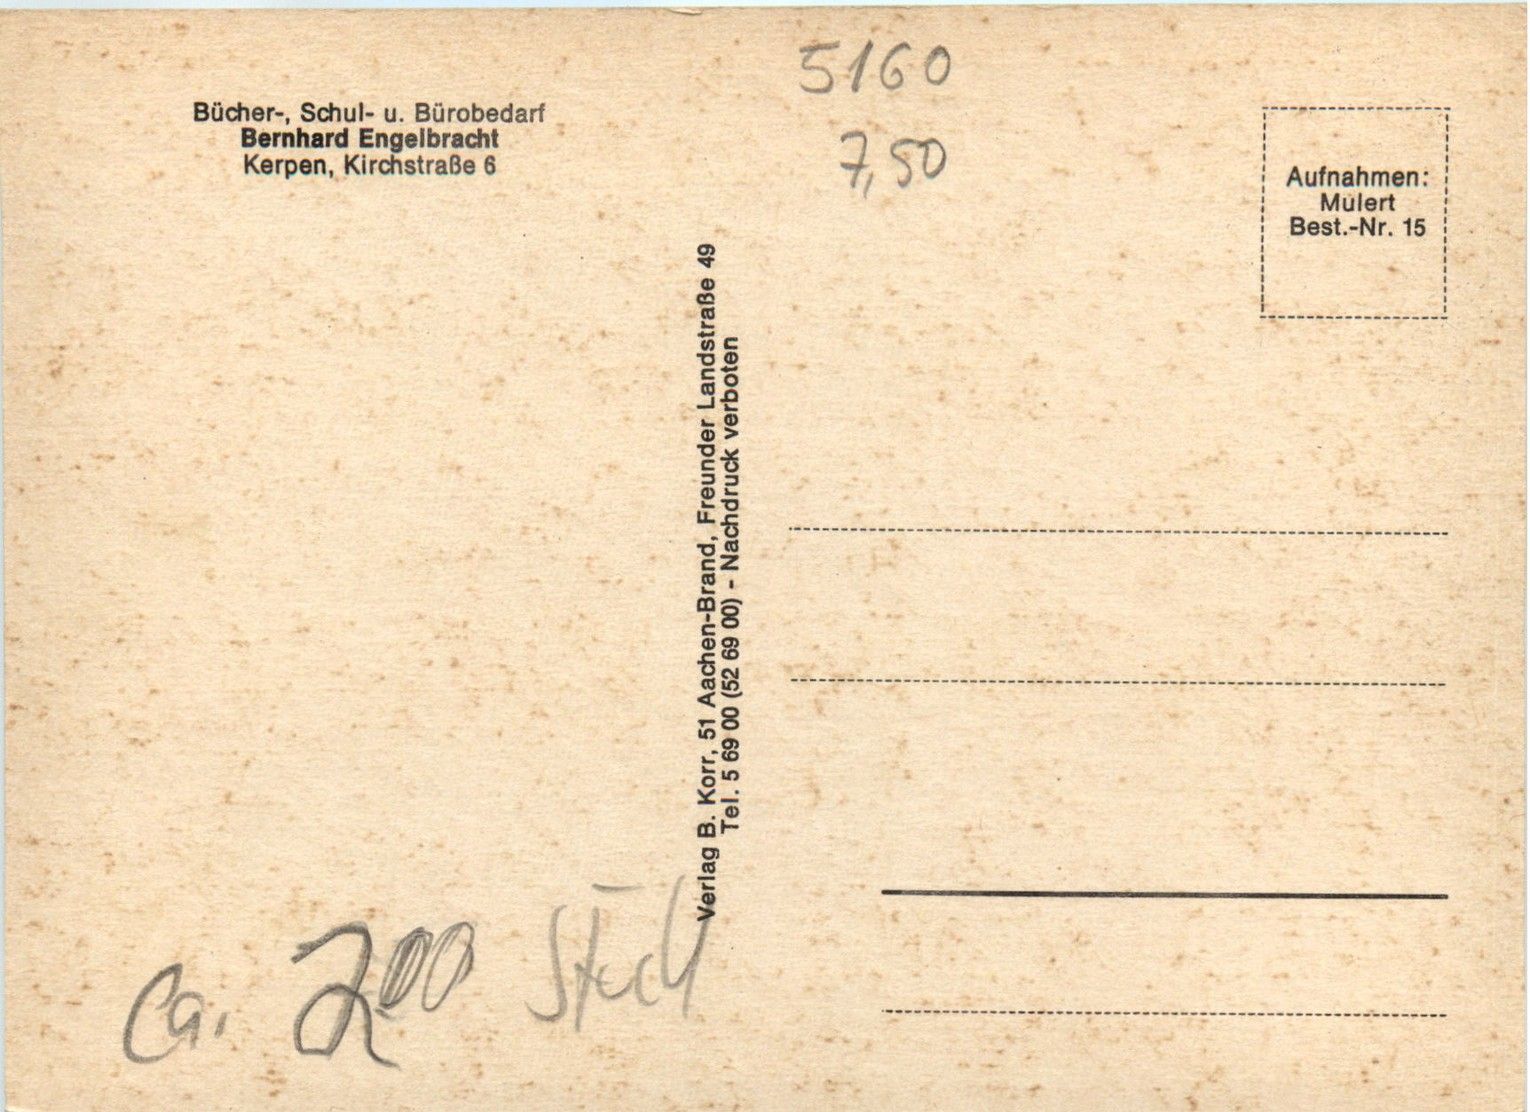 5160
7,50
Bücher-, Schul- u. Bürobedarf
Bernhard Engelbracht
Kerpen, Kirchstraße 6
Aufnahmen:
Mulert
Best.-Nr. 15
Verlag B. Korr, 51 Aachen-Brand, Freunder Landstraße 49
Tel. 5 69 00 (52 69 00) - Nachdruck verboten
ca. 200 Stück